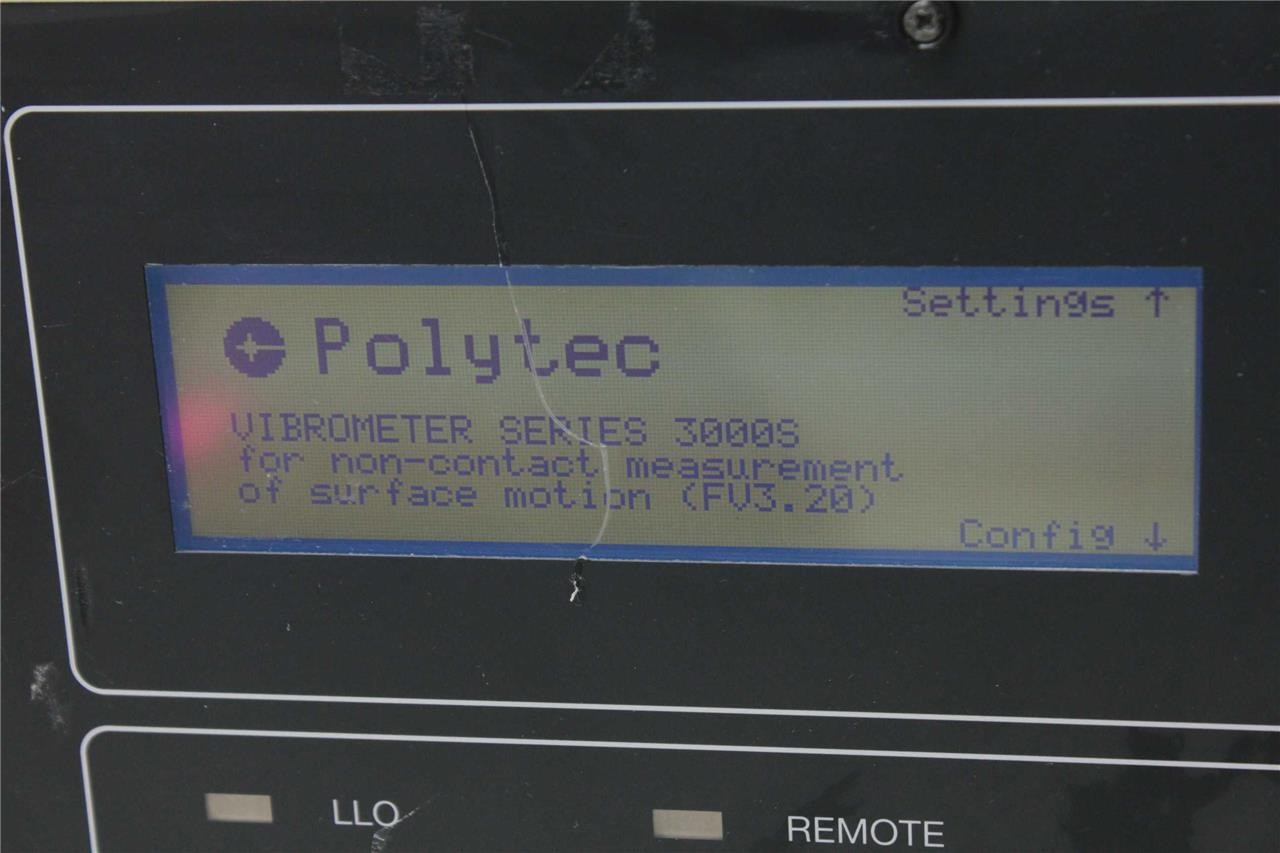 Settings ↑
Polytec
VIBROMETER SERIES 3000S
for non-contact measurement
of surface motion (FV3.20)
Config ↓
LLO
REMOTE